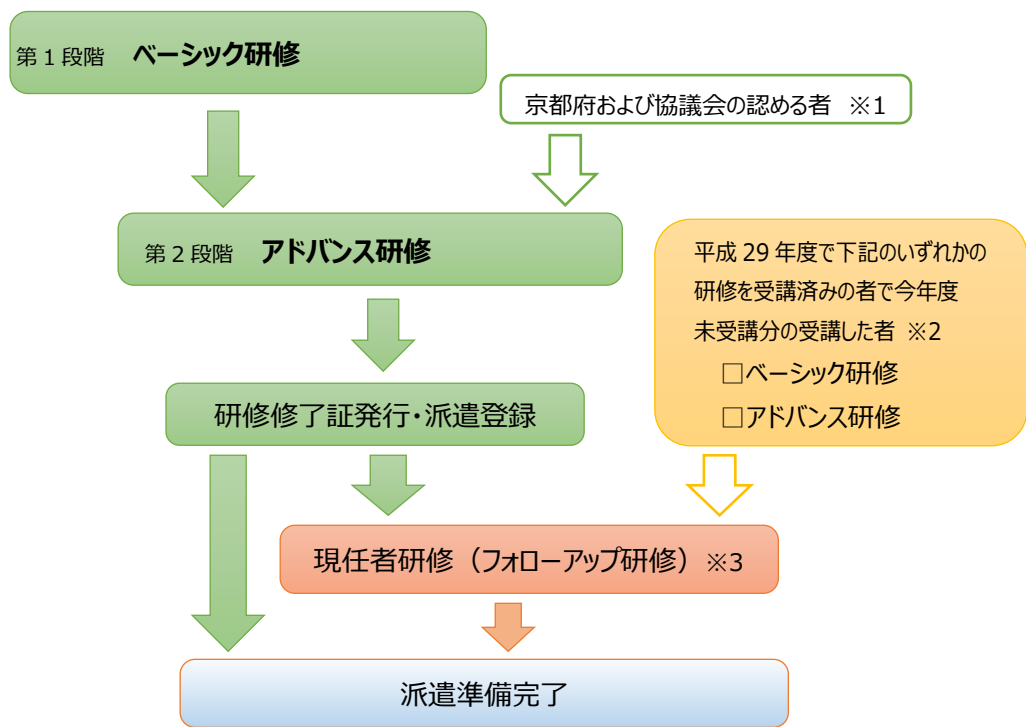 第1段階 ベーシック研修
京都府および協議会の認める者 ※1
第2段階 アドバンス研修
平成 29 年度で下記のいずれかの
研修を受講済みの者で今年度
未受講分の受講した者 ※2
□ベーシック研修
□アドバンス研修
研修修了証発行・派遣登録
現任者研修（フォローアップ研修）※3
派遣準備完了